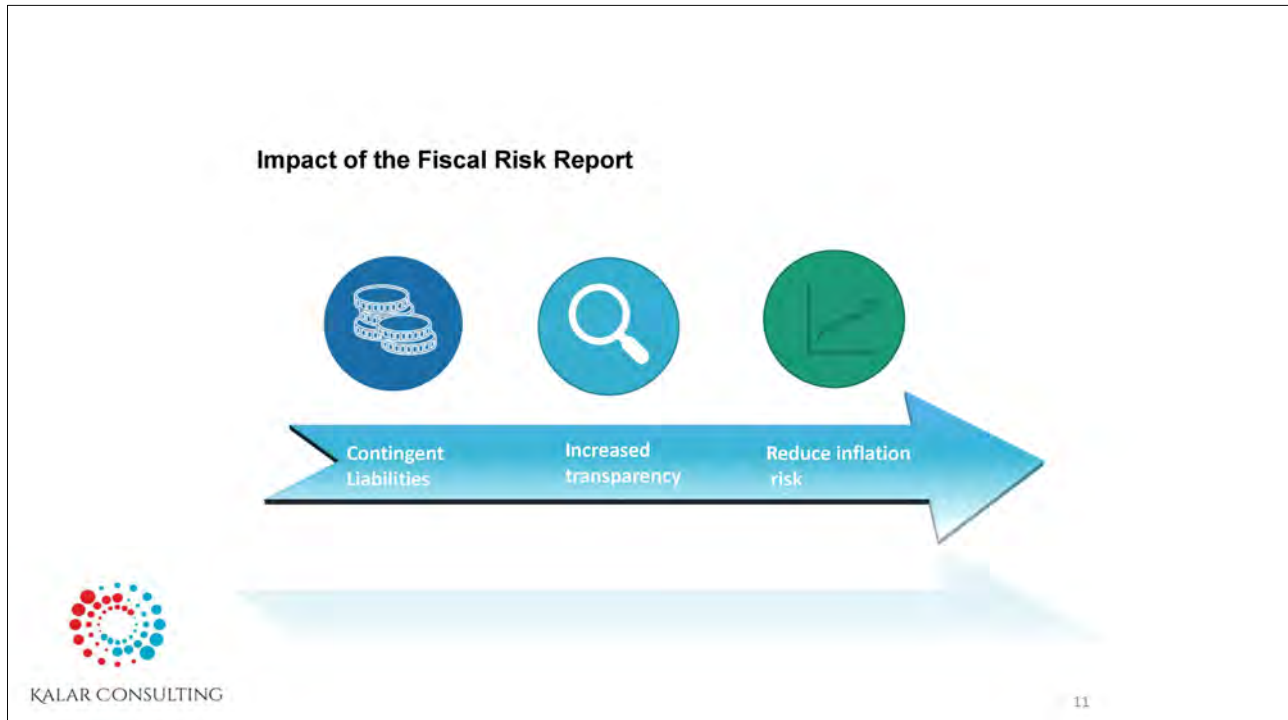 Impact of the Fiscal Risk Report
Contingent
Liabilities
Increased
transparency
Reduce inflation
risk
KALAR CONSULTING
11